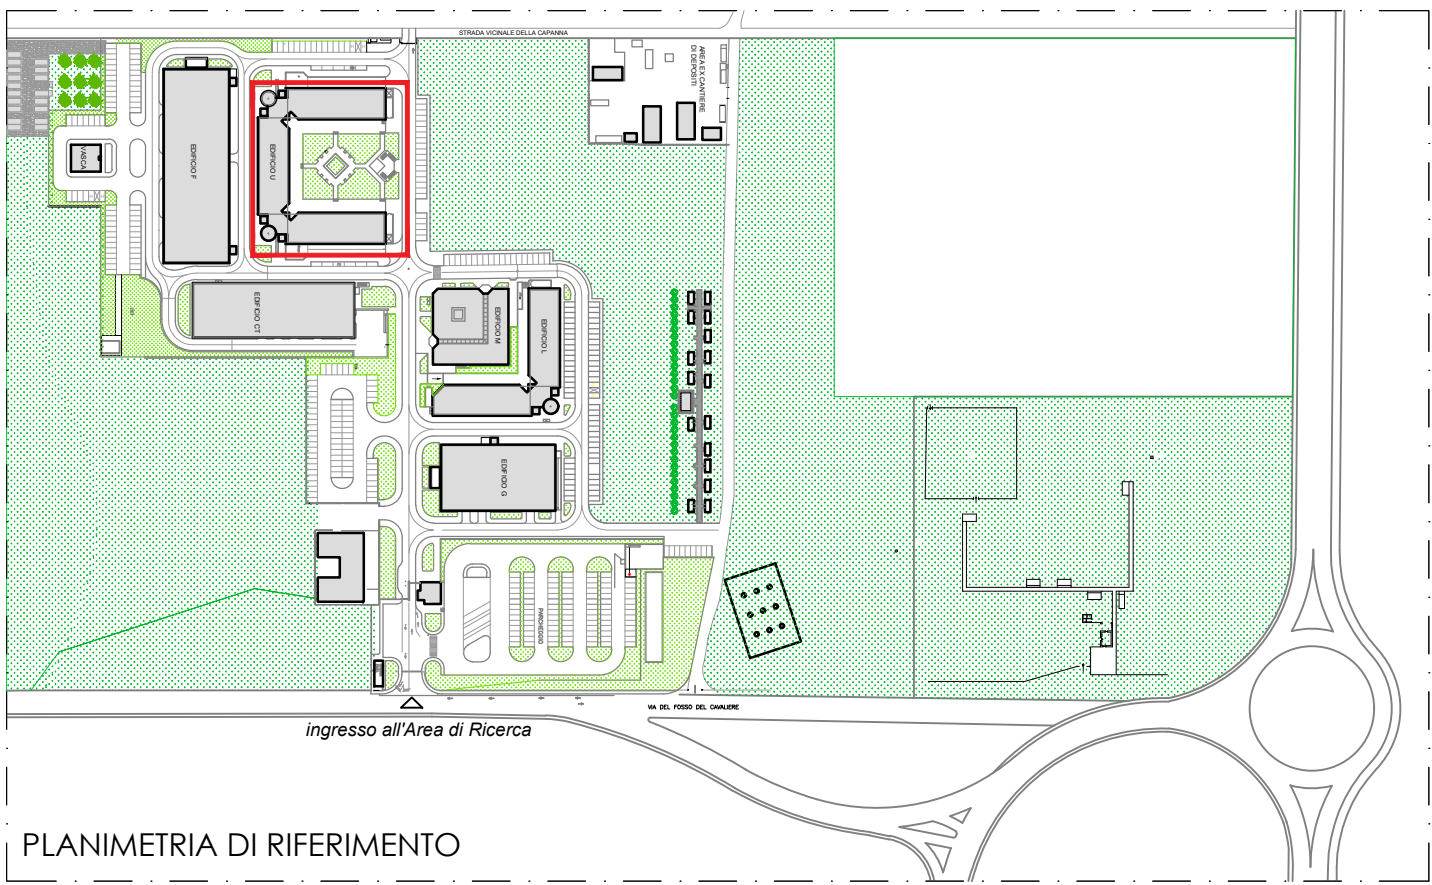 STRADA VICINALE DELLA CAPANNA
AREA EX CANTIERE
DI DEPOSITI
VASCA
EDIFICIO F
EDIFICIO U
EDIFICIO CT
EDIFICIO M
EDIFICIO L
EDIFICIO G
PARCHEGGIO
VIA DEL FOSSO DEL CAVALIERE
ingresso all'Area di Ricerca
PLANIMETRIA DI RIFERIMENTO